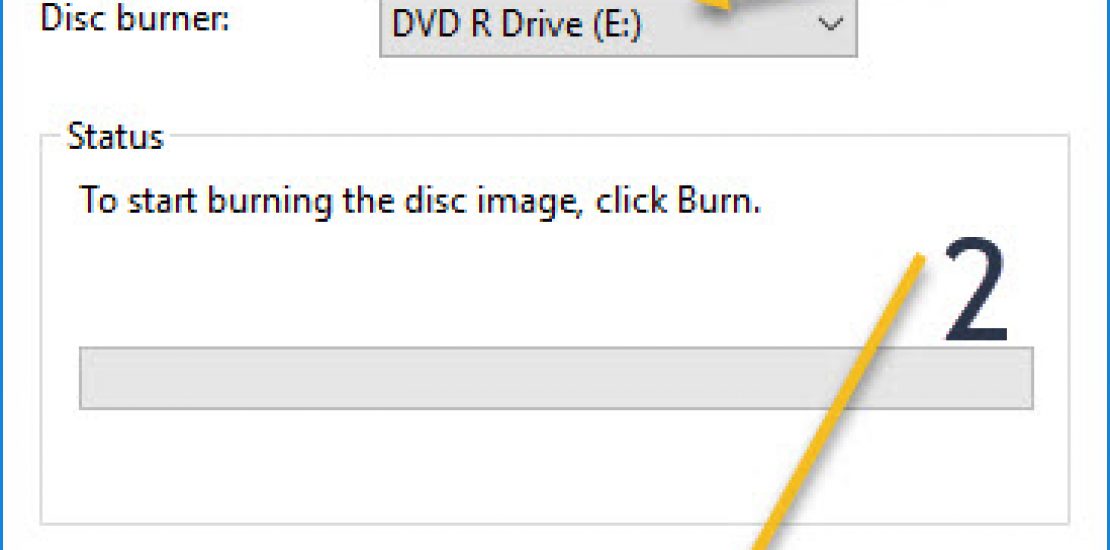 Disc burner:
DVD R Drive (E:)
Status
To start burning the disc image, click Burn.
2